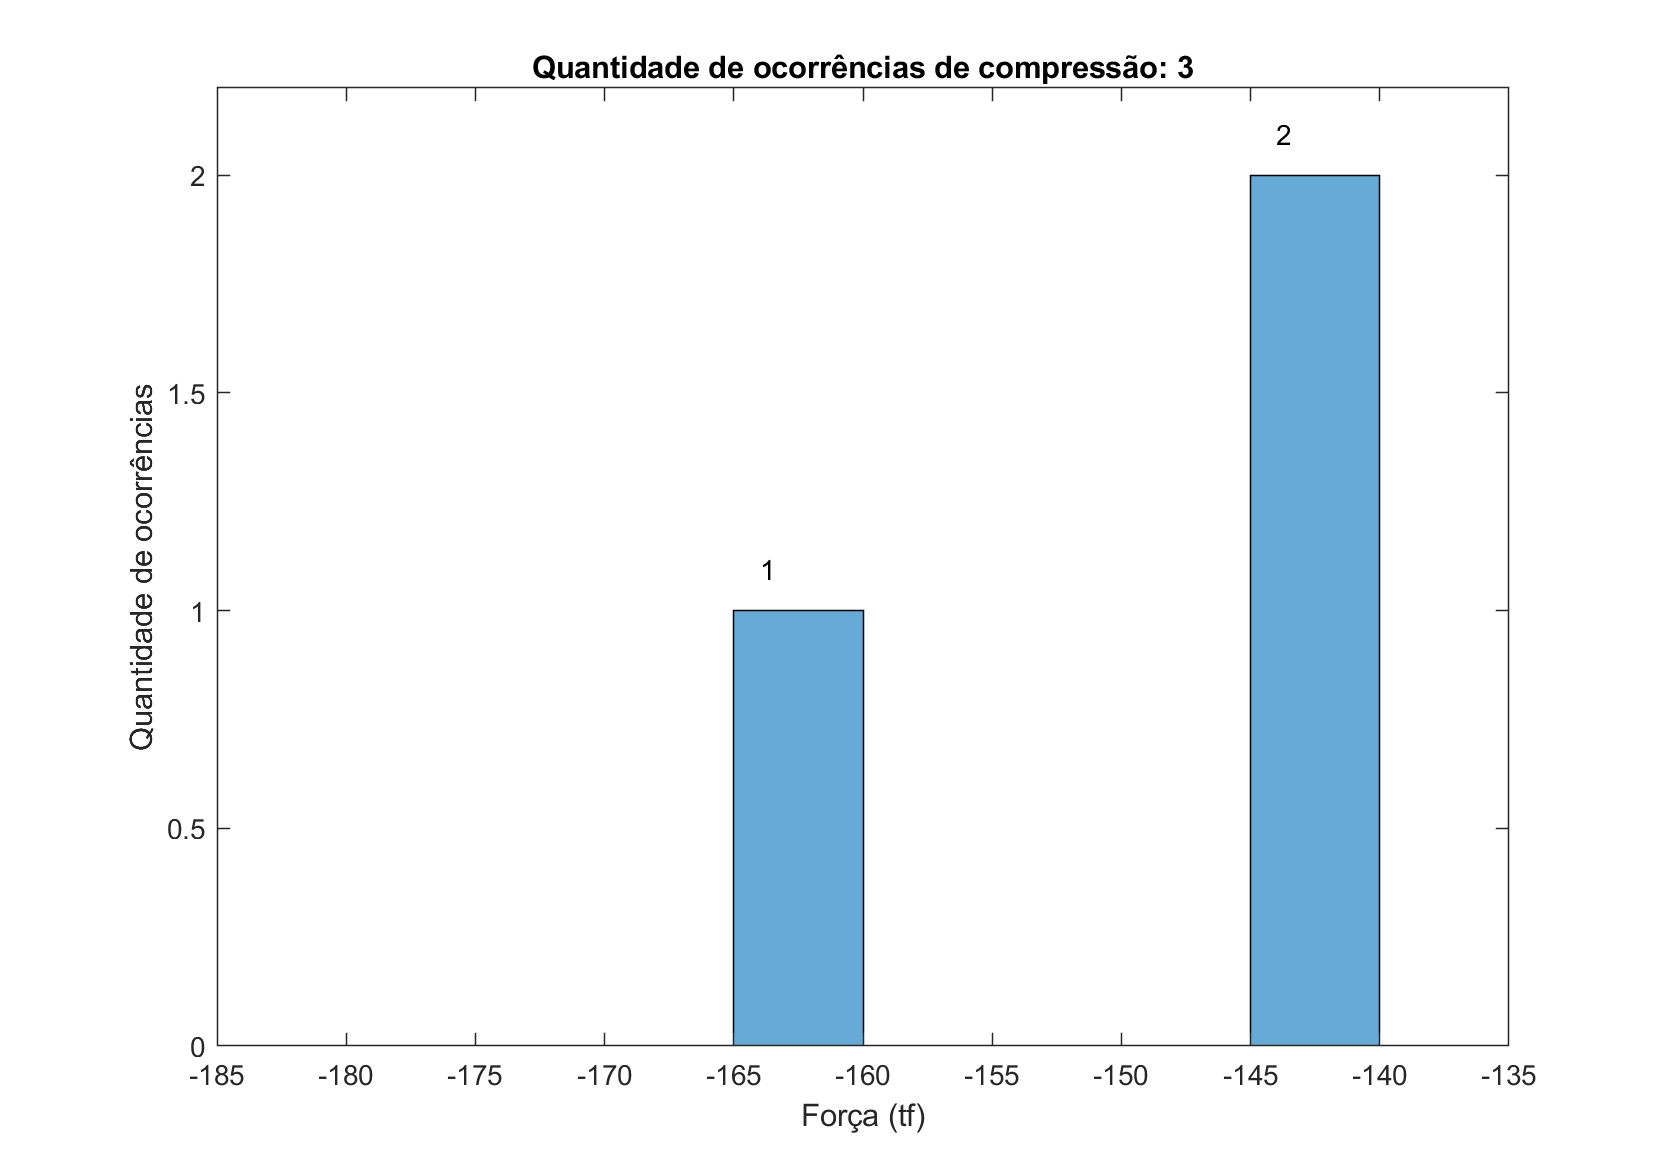 Quantidade de ocorrências de compressão: 3
2
2
1.5
1
1
0.5
0
Quantidade de ocorrências
-185 -180 -175 -170 -165 -160 -155 -150 -145 -140 -135
Força (tf)